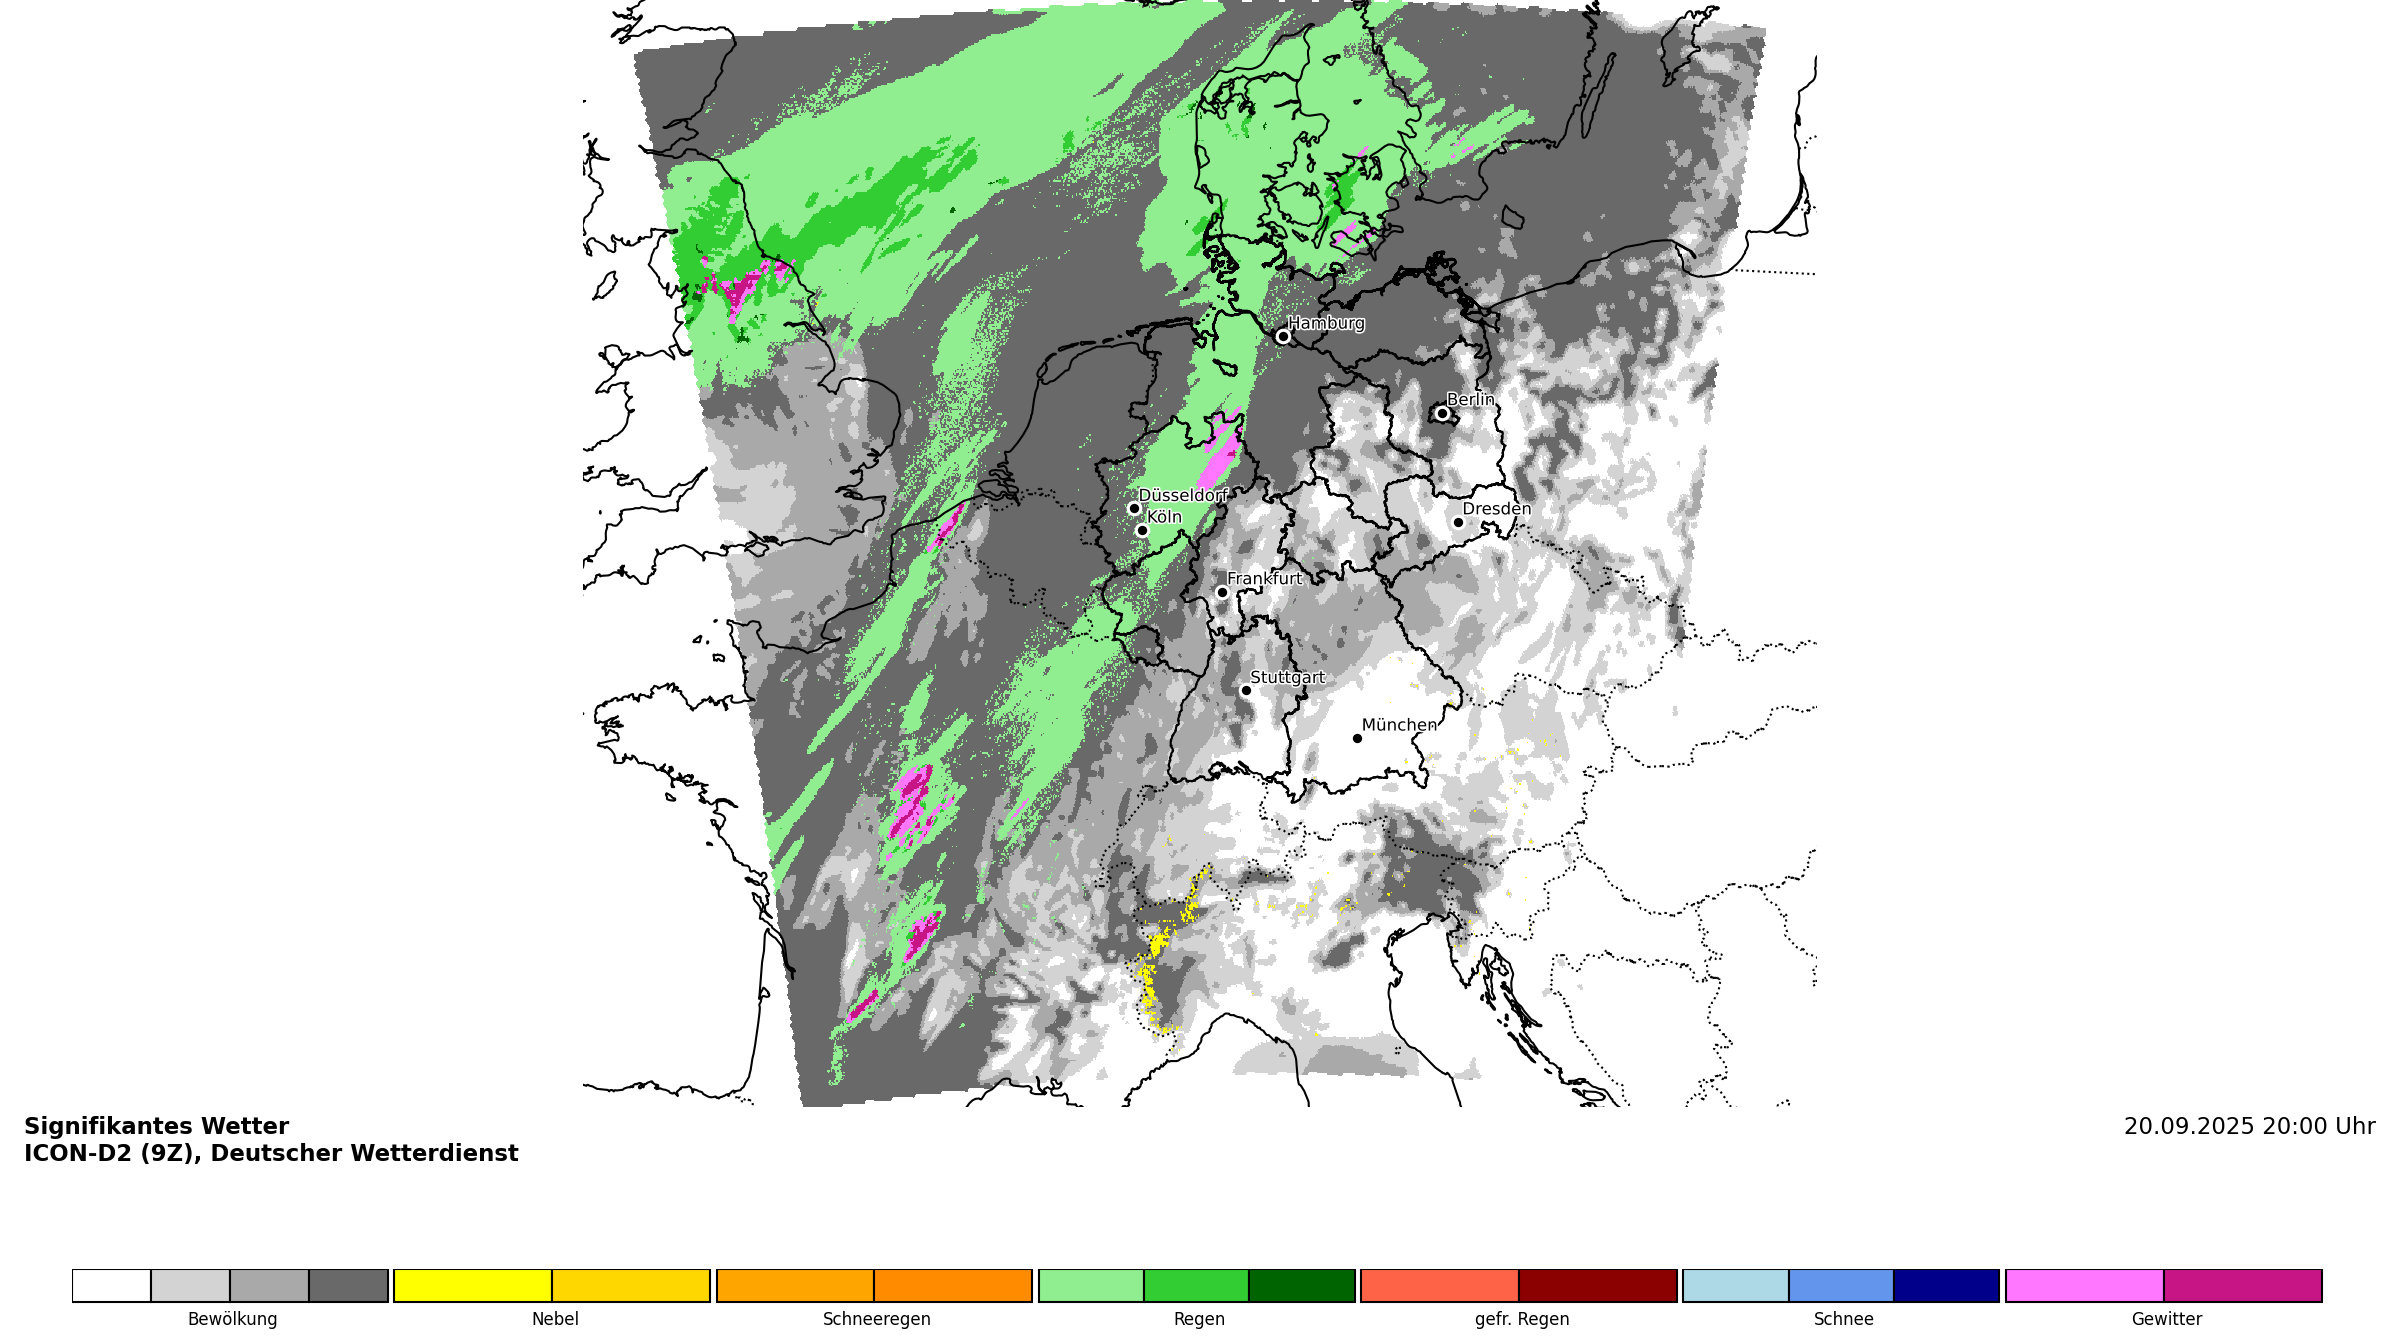 Hamburg
Berlin
Düsseldorf
Köln
Dresden
Frankfurt
Stuttgart
München
Signifikantes Wetter
ICON-D2 (9Z), Deutscher Wetterdienst
20.09.2025 20:00 Uhr
Bewölkung
Nebel
Schneeregen
Regen
gefr. Regen
Schnee
Gewitter